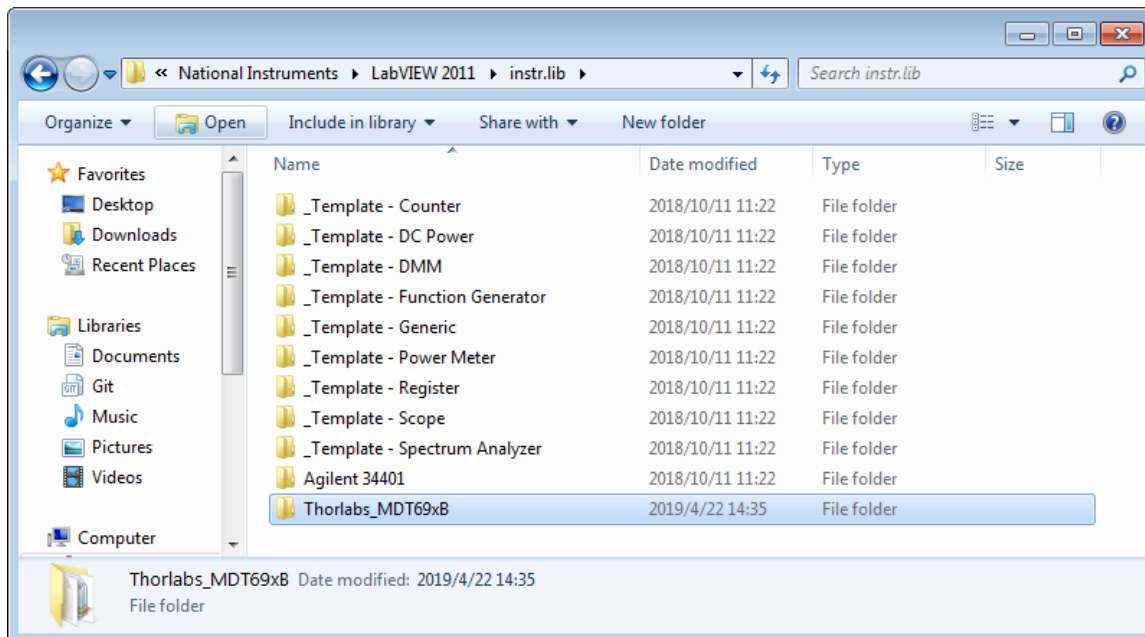 « National Instruments ▸ LabVIEW 2011 ▸ instr.lib ▸ Search instr.lib
Organize Open Include in library Share with New folder
Favorites
Desktop
Downloads
Recent Places
Libraries
Documents
Git
Music
Pictures
Videos
Computer
Name Date modified Type Size
_Template - Counter 2018/10/11 11:22 File folder
_Template - DC Power 2018/10/11 11:22 File folder
_Template - DMM 2018/10/11 11:22 File folder
_Template - Function Generator 2018/10/11 11:22 File folder
_Template - Generic 2018/10/11 11:22 File folder
_Template - Power Meter 2018/10/11 11:22 File folder
_Template - Register 2018/10/11 11:22 File folder
_Template - Scope 2018/10/11 11:22 File folder
_Template - Spectrum Analyzer 2018/10/11 11:22 File folder
Agilent 34401 2018/10/11 11:22 File folder
Thorlabs_MDT69xB 2019/4/22 14:35 File folder
Thorlabs_MDT69xB Date modified: 2019/4/22 14:35
File folder